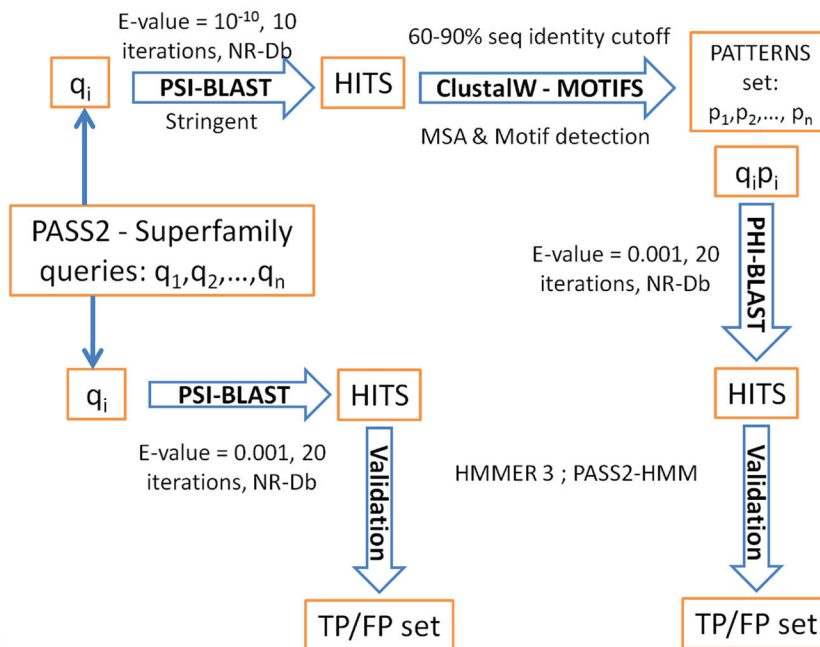 E-value = 10⁻¹⁰, 10
iterations, NR-Db
qᵢ
PSI-BLAST
Stringent
HITS
60-90% seq identity cutoff
ClustalW - MOTIFS
MSA & Motif detection
PATTERNS
set:
p₁,p₂,..., pₙ
qᵢpᵢ
PASS2 - Superfamily
queries: q₁,q₂,...,qₙ
E-value = 0.001, 20
iterations, NR-Db
PHI-BLAST
qᵢ
PSI-BLAST
HITS
HITS
E-value = 0.001, 20
iterations, NR-Db
Validation
HMMER 3 ; PASS2-HMM
Validation
TP/FP set
TP/FP set